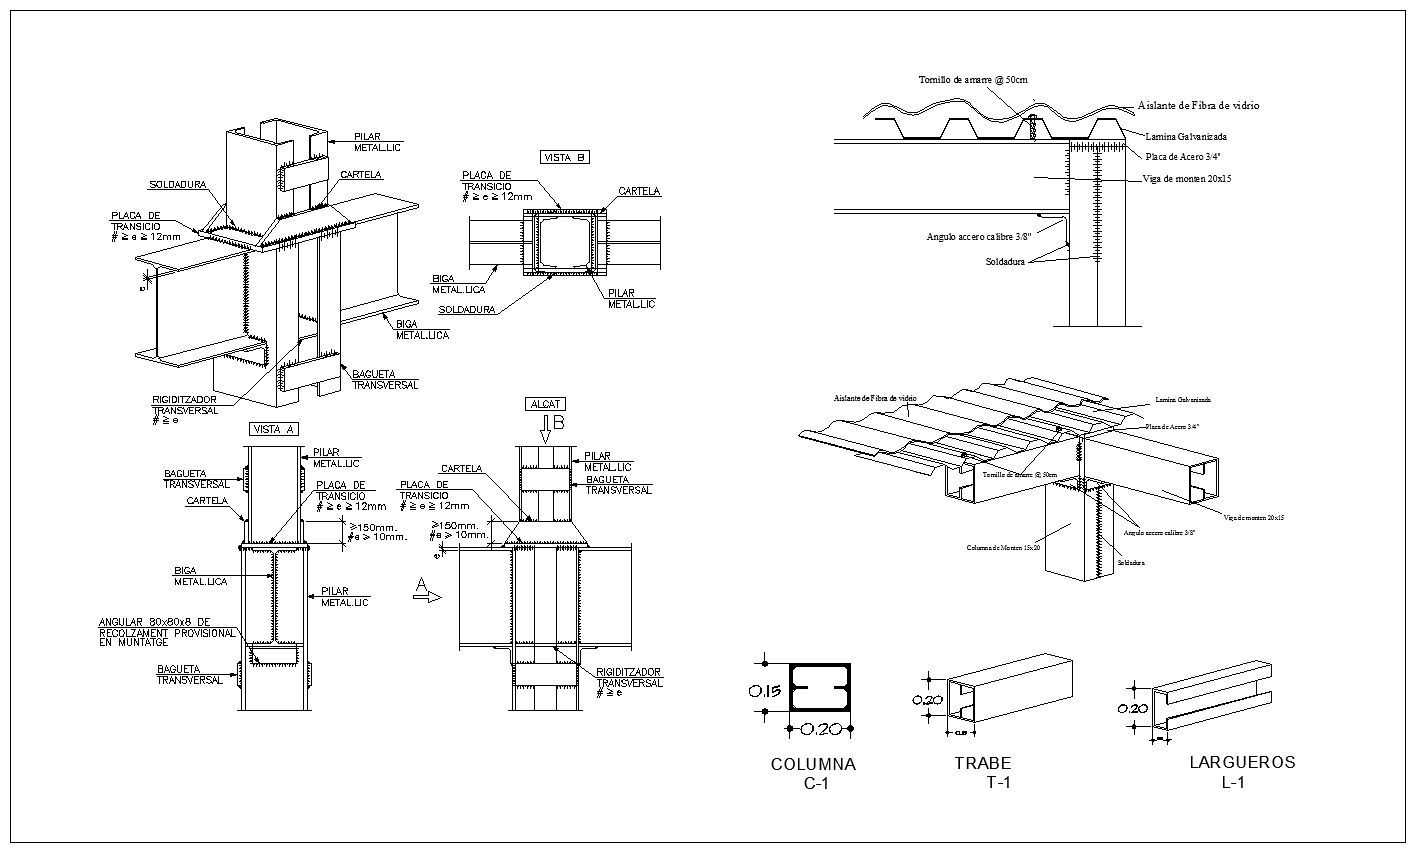 PILAR
METAL.LIC
SOLDADURA
CARTELA
PLACA DE
TRANSICIO
# ≥ e ≥ 12mm
e
BIGA
METAL.LICA
BAGUETA
TRANSVERSAL
RIGIDITZADOR
TRANSVERSAL
# ≥ e
VISTA B
PLACA DE
TRANSICIO
# ≥ e ≥ 12mm
CARTELA
BIGA
METAL.LICA
PILAR
METAL.LIC
SOLDADURA
VISTA A
PILAR
METAL.LIC
BAGUETA
TRANSVERSAL
CARTELA
PLACA DE
TRANSICIO
# ≥ e ≥ 12mm
≥150mm.
#e ≥ 10mm.
BIGA
METAL.LICA
PILAR
METAL.LIC
ANGULAR 80x80x8 DE
RECOLZAMENT PROVISIONAL
EN MUNTATGE
BAGUETA
TRANSVERSAL
ALCAT
B
PILAR
METAL.LIC
CARTELA
BAGUETA
TRANSVERSAL
PLACA DE
TRANSICIO
# ≥ e ≥ 12mm
≥150mm.
#e ≥ 10mm.
e
A
RIGIDITZADOR
TRANSVERSAL
# ≥ e
Tornillo de amarre @ 50cm
Aislante de Fibra de vidrio
Lamina Galvanizada
Placa de Acero 3/4"
Viga de monten 20x15
Angulo accero calibre 3/8"
Soldadura
Aislante de Fibra de vidrio
Lamina Galvanizada
Placa de Acero 3/4"
Tornillo de amarre @ 50cm
Viga de monten 20x15
Angulo accero calibre 3/8"
Columna de Monten 15x20
Soldadura
0.15
0.20
COLUMNA
C-1
0.20
0.15
TRABE
T-1
0.20
LARGUEROS
L-1